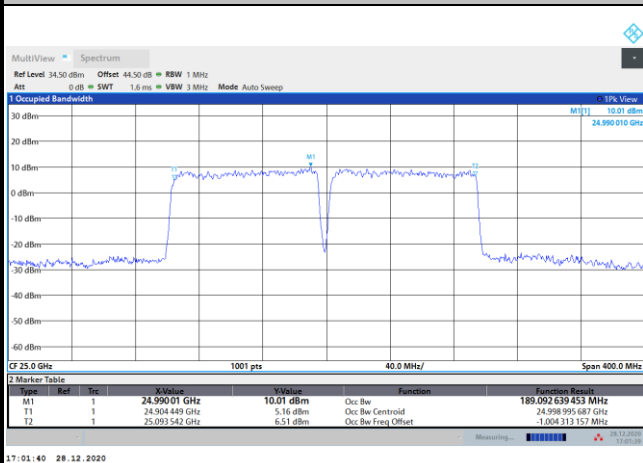 MultiView Spectrum
Ref Level 34.50 dBm Offset 44.50 dB RBW 1 MHz
Att 0 dB SWT 1.6 ms VBW 3 MHz Mode Auto Sweep
1 Occupied Bandwidth 1Pk View
M1[1] 10.01 dBm
24.990 010 GHz
30 dBm
20 dBm
M1
10 dBm
T1 T2
0 dBm
-10 dBm
-20 dBm
-30 dBm
-40 dBm
-50 dBm
-60 dBm
CF 25.0 GHz 1001 pts 40.0 MHz/ Span 400.0 MHz
2 Marker Table
Type Ref Trc X-Value Y-Value Function Function Result
M1 1 24.99001 GHz 10.01 dBm Occ Bw 189.092 639 453 MHz
T1 1 24.904 449 GHz 5.16 dBm Occ Bw Centroid 24.998 995 687 GHz
T2 1 25.093 542 GHz 6.51 dBm Occ Bw Freq Offset -1.004 313 157 MHz
Measuring... 28.12.2020
17:01:39
17:01:40 28.12.2020